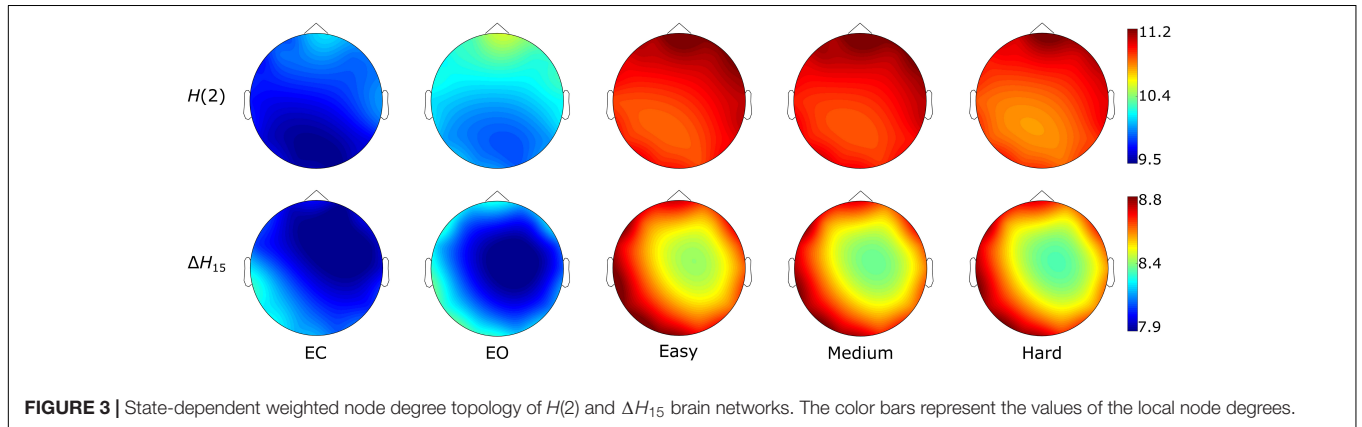 H(2)
11.2
10.4
9.5
ΔH₁₅
8.8
8.4
7.9
EC EO Easy Medium Hard
FIGURE 3 | State-dependent weighted node degree topology of H(2) and ΔH₁₅ brain networks. The color bars represent the values of the local node degrees.